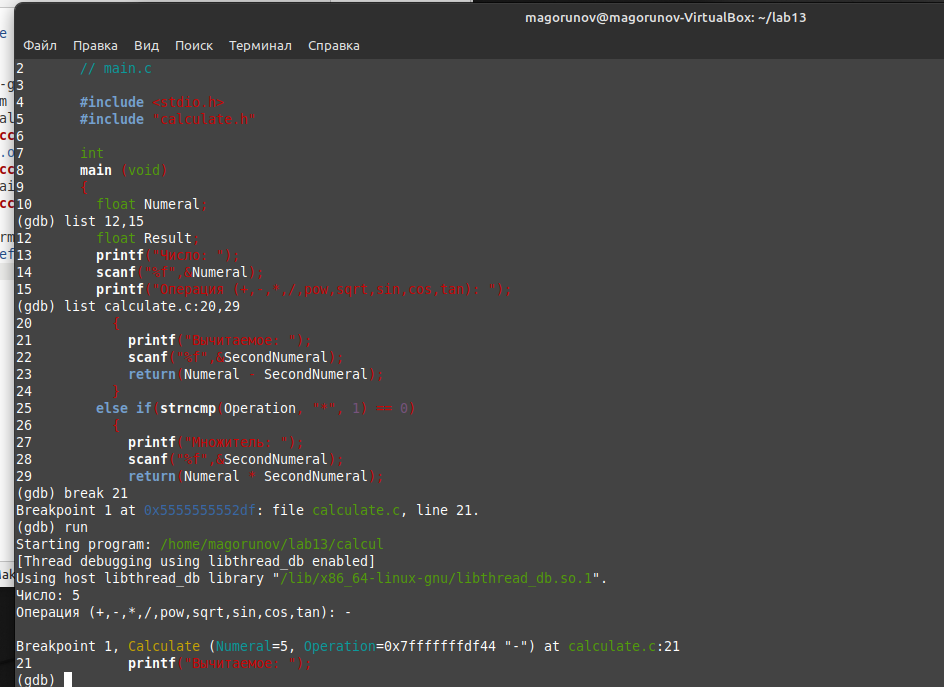 magorunov@magorunov-VirtualBox: ~/lab13
Файл Правка Вид Поиск Терминал Справка
2 // main.c
3
4 #include <stdio.h>
5 #include "calculate.h"
6
7 int
8 main (void)
9 {
10 float Numeral;
(gdb) list 12,15
12 float Result;
13 printf("Число: ");
14 scanf("%f",&Numeral);
15 printf("Операция (+,-,*,/,pow,sqrt,sin,cos,tan): ");
(gdb) list calculate.c:20,29
20 {
21 printf("Вычитаемое: ");
22 scanf("%f",&SecondNumeral);
23 return(Numeral - SecondNumeral);
24 }
25 else if(strncmp(Operation, "*", 1) == 0)
26 {
27 printf("Множитель: ");
28 scanf("%f",&SecondNumeral);
29 return(Numeral * SecondNumeral);
(gdb) break 21
Breakpoint 1 at 0x5555555552df: file calculate.c, line 21.
(gdb) run
Starting program: /home/magorunov/lab13/calcul
[Thread debugging using libthread_db enabled]
Using host libthread_db library "/lib/x86_64-linux-gnu/libthread_db.so.1".
Число: 5
Операция (+,-,*,/,pow,sqrt,sin,cos,tan): -
Breakpoint 1, Calculate (Numeral=5, Operation=0x7fffffffdf44 "-") at calculate.c:21
21 printf("Вычитаемое: ");
(gdb)